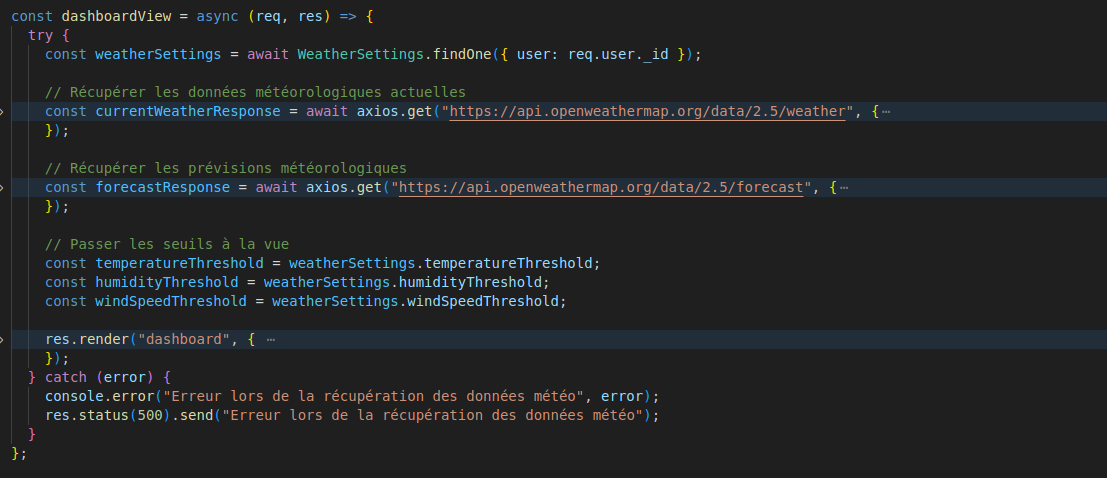 const dashboardView = async (req, res) => {
  try {
    const weatherSettings = await WeatherSettings.findOne({ user: req.user._id });

    // Récupérer les données météorologiques actuelles
    const currentWeatherResponse = await axios.get("https://api.openweathermap.org/data/2.5/weather", {⋯
    });

    // Récupérer les prévisions météorologiques
    const forecastResponse = await axios.get("https://api.openweathermap.org/data/2.5/forecast", {⋯
    });

    // Passer les seuils à la vue
    const temperatureThreshold = weatherSettings.temperatureThreshold;
    const humidityThreshold = weatherSettings.humidityThreshold;
    const windSpeedThreshold = weatherSettings.windSpeedThreshold;

    res.render("dashboard", { ⋯
    });
  } catch (error) {
    console.error("Erreur lors de la récupération des données météo", error);
    res.status(500).send("Erreur lors de la récupération des données météo");
  }
};